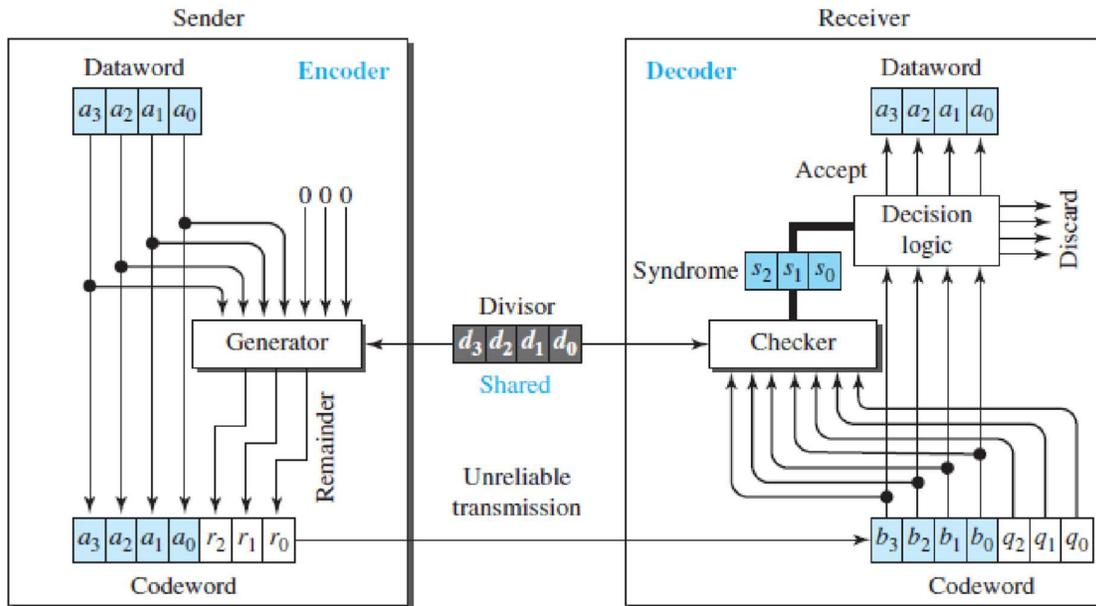 Sender
Receiver
Dataword
Encoder
Decoder
Dataword
a3 a2 a1 a0
a3 a2 a1 a0
Accept
0 0 0
Decision
logic
Discard
Syndrome
s2 s1 s0
Divisor
Generator
d3 d2 d1 d0
Checker
Shared
Remainder
Unreliable
transmission
a3 a2 a1 a0 r2 r1 r0
b3 b2 b1 b0 q2 q1 q0
Codeword
Codeword